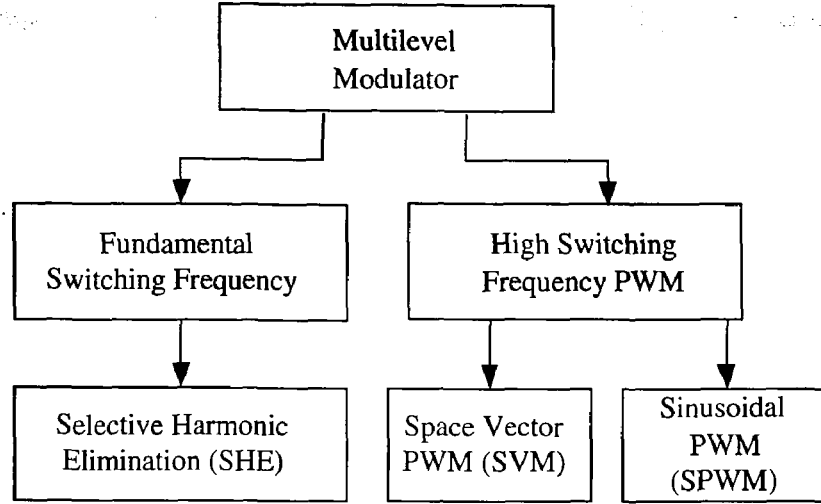 Multilevel
Modulator
Fundamental
Switching Frequency
High Switching
Frequency PWM
Selective Harmonic
Elimination (SHE)
Space Vector
PWM (SVM)
Sinusoidal
PWM
(SPWM)